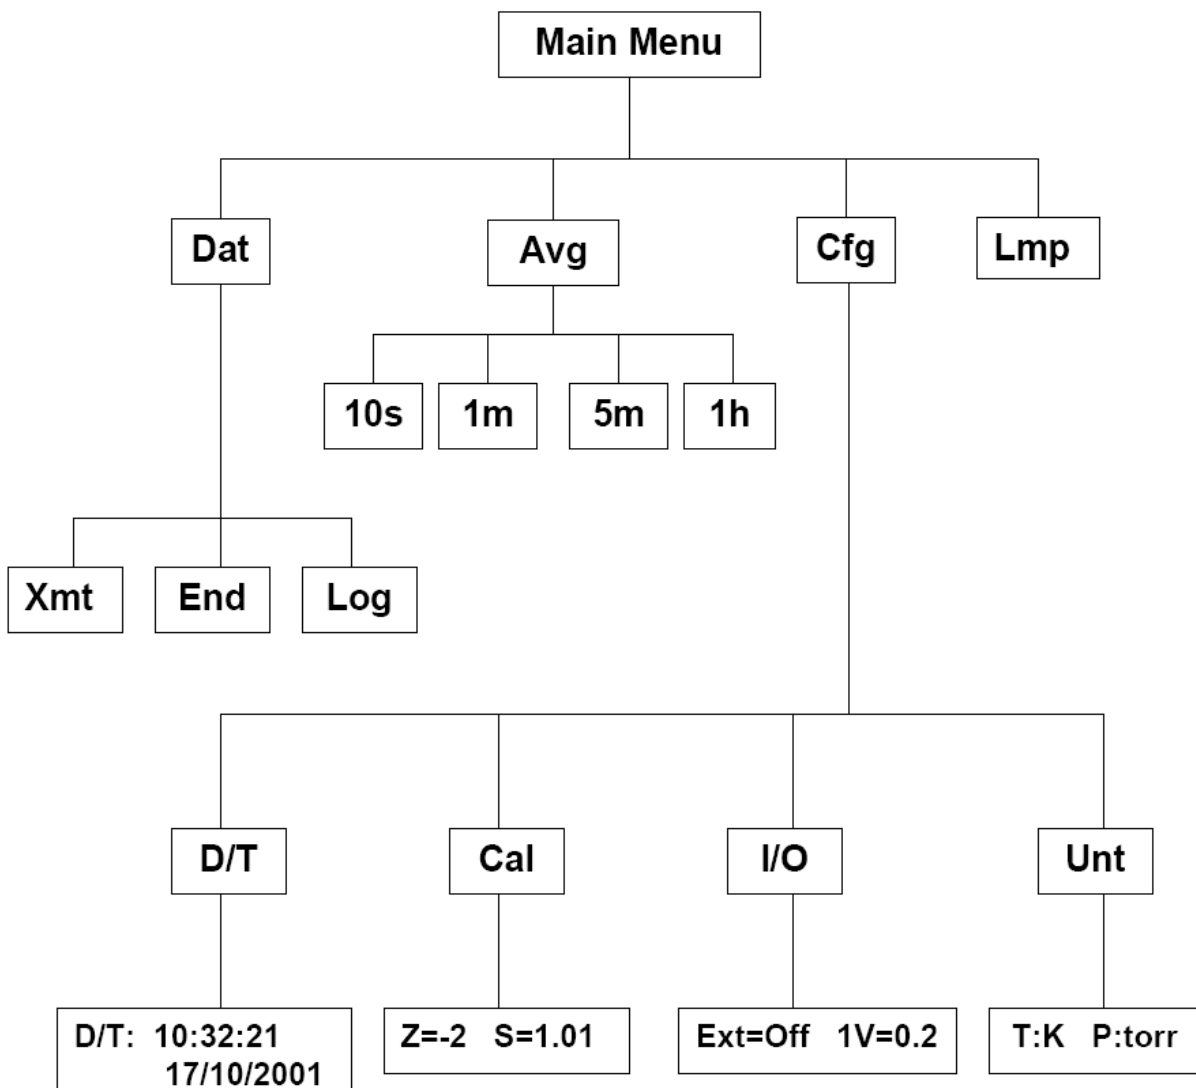 Main Menu
Dat
Avg
Cfg
Lmp
10s
1m
5m
1h
Xmt
End
Log
D/T
Cal
I/O
Unt
D/T: 10:32:21
17/10/2001
Z=-2 S=1.01
Ext=Off 1V=0.2
T:K P:torr